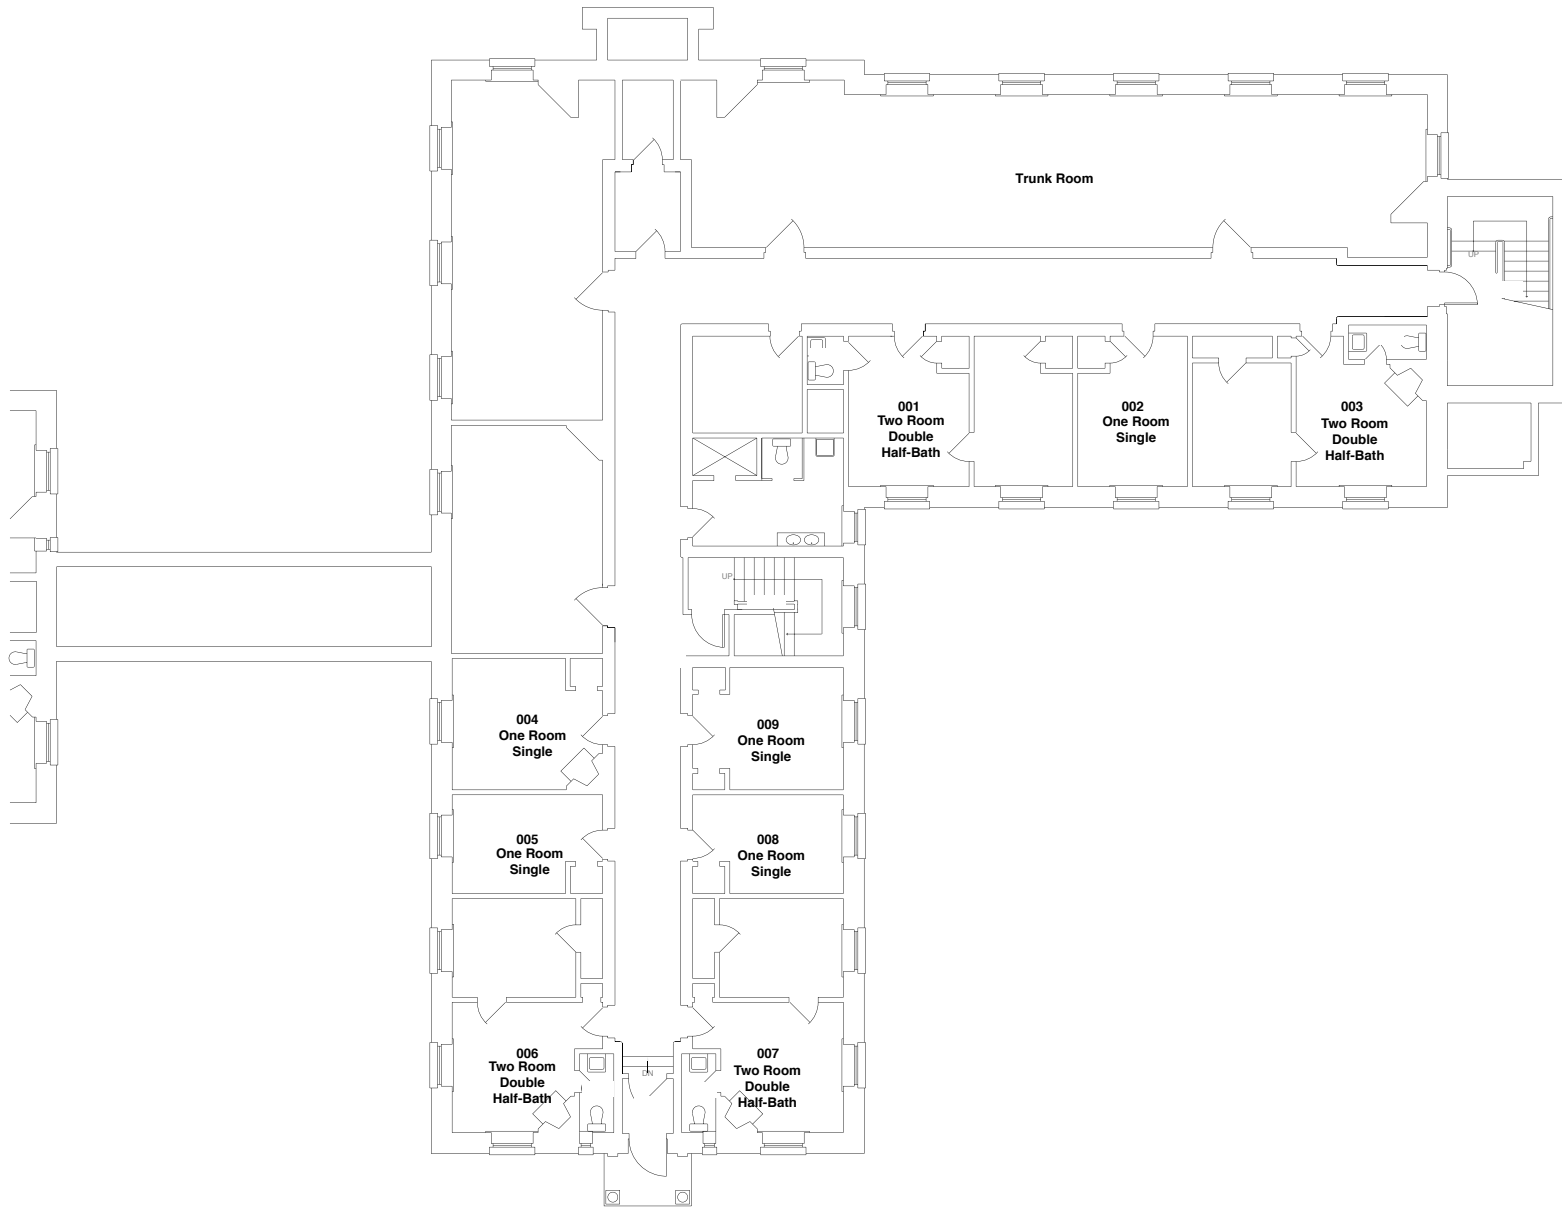 Trunk Room
UP
001
Two Room
Double
Half-Bath
002
One Room
Single
003
Two Room
Double
Half-Bath
UP
004
One Room
Single
009
One Room
Single
005
One Room
Single
008
One Room
Single
006
Two Room
Double
Half-Bath
007
Two Room
Double
Half-Bath
DN